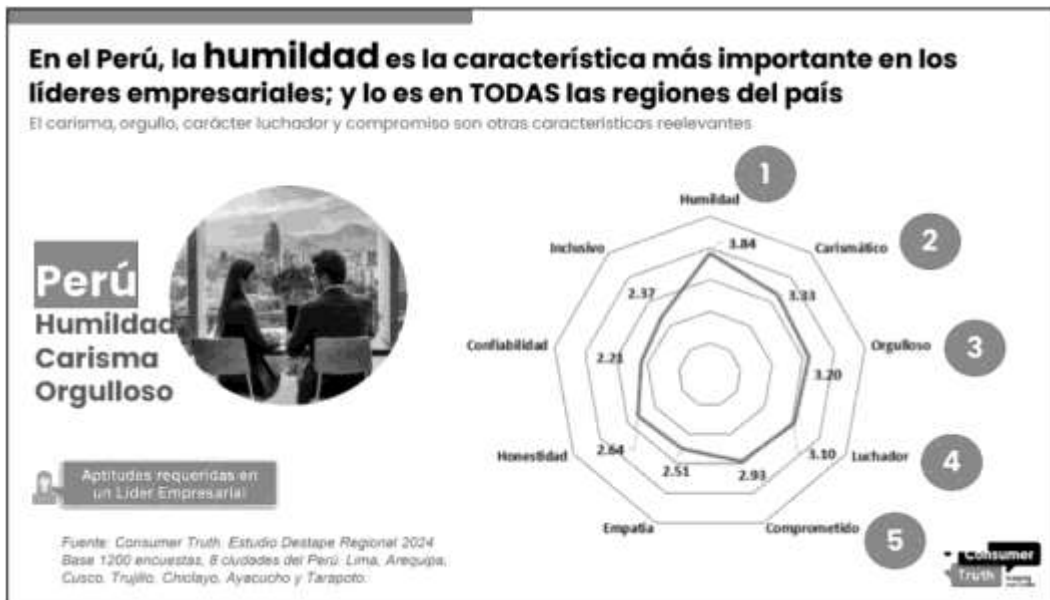 En el Perú, la humildad es la característica más importante en los
líderes empresariales; y lo es en TODAS las regiones del país
El carisma, orgullo, carácter luchador y compromiso son otras características reelevantes
1
Humildad
2
Inclusivo
Carismático
3.84
Perú
2.37
3.33
Humildad
Carisma
Orgulloso
Confiabilidad
2.21
Orgulloso
3
3.20
Honestidad
2.64
3.10
Luchador
4
2.51
2.93
Aptitudes requeridas en
un Líder Empresarial
Empatía
Comprometido
5
Fuente: Consumer Truth. Estudio Destape Regional 2024
Base 1200 encuestas, 8 ciudades del Perú: Lima, Arequipa,
Cusco, Trujillo, Chiclayo, Ayacucho y Tarapoto.
Consumer
Truth